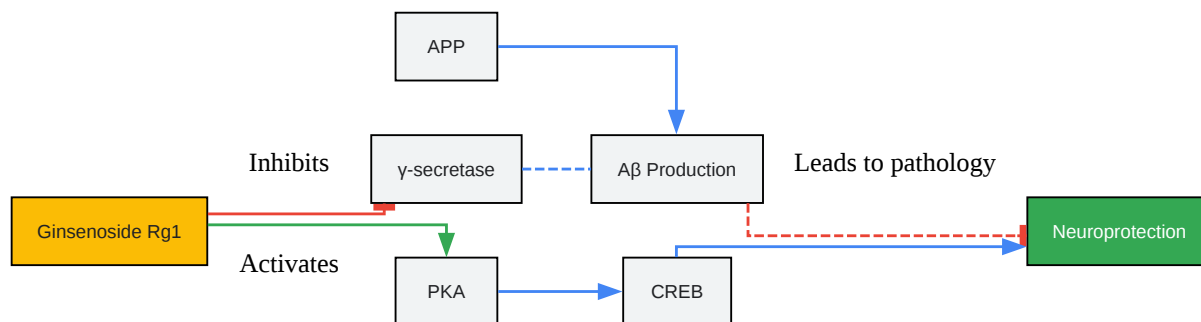 APP
Inhibits
γ-secretase
Aβ Production
Leads to pathology
Ginsenoside Rg1
Neuroprotection
Activates
PKA
CREB